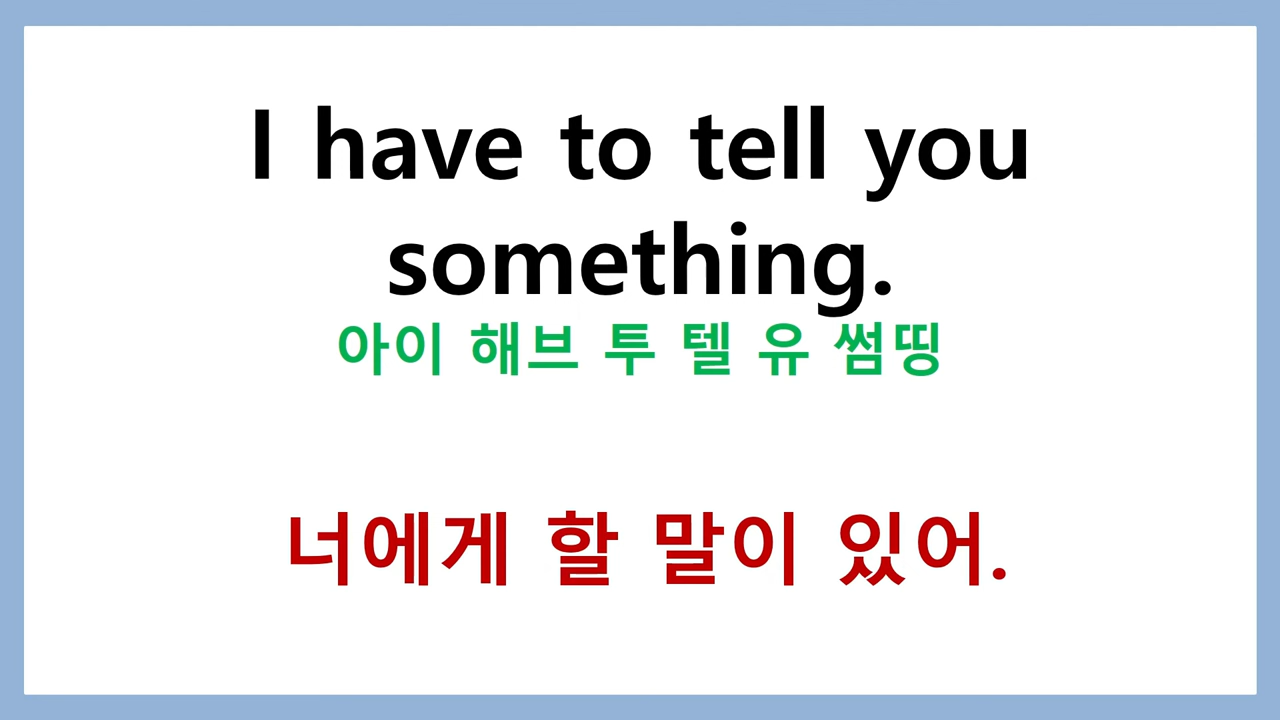 I have to tell you
something.
아이 해브 투 텔 유 썸띵
너에게 할 말이 있어.